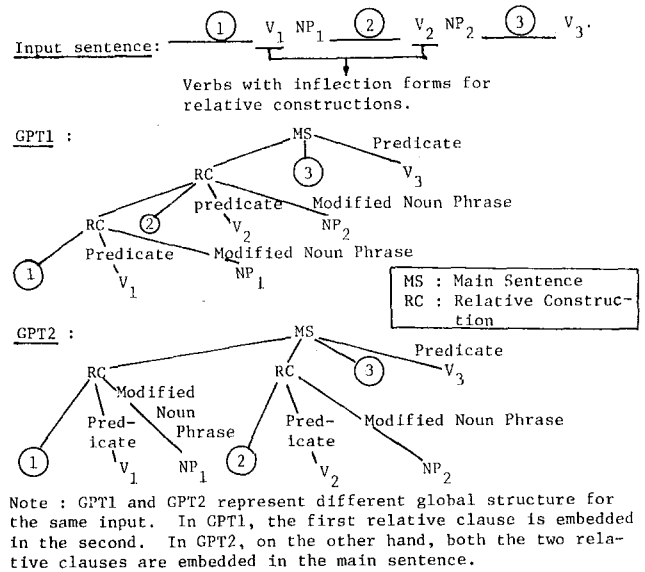 Input sentence: ① V1 NP1 ② V2 NP2 ③ V3.
Verbs with inflection forms for
relative constructions.
GPT1 :
MS
Predicate
RC
③
V3
②
predicate
Modified Noun Phrase
V2
NP2
RC
Predicate
Modified Noun Phrase
①
V1
NP1
MS : Main Sentence
RC : Relative Construc-
tion
GPT2 :
MS
Predicate
RC
RC
③
V3
Modified
Noun
Phrase
Pred-
icate
Pred-
icate
Modified Noun Phrase
①
V1
NP1
②
V2
NP2
Note : GPT1 and GPT2 represent different global structure for
the same input. In GPT1, the first relative clause is embedded
in the second. In GPT2, on the other hand, both the two rela-
tive clauses are embedded in the main sentence.